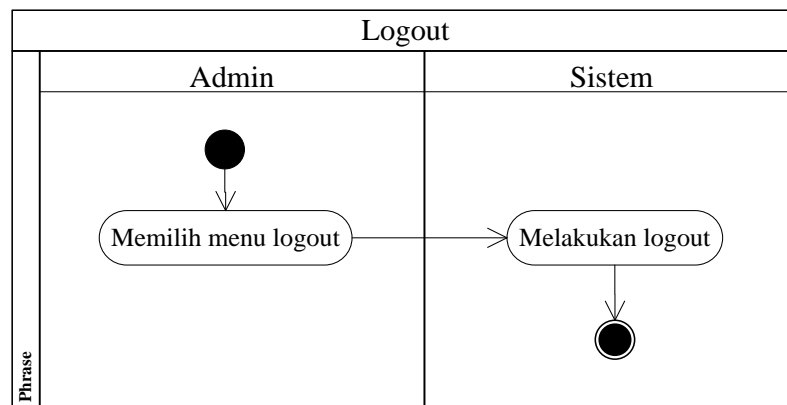 Logout
Admin
Sistem
Memilih menu logout
Melakukan logout
Phrase